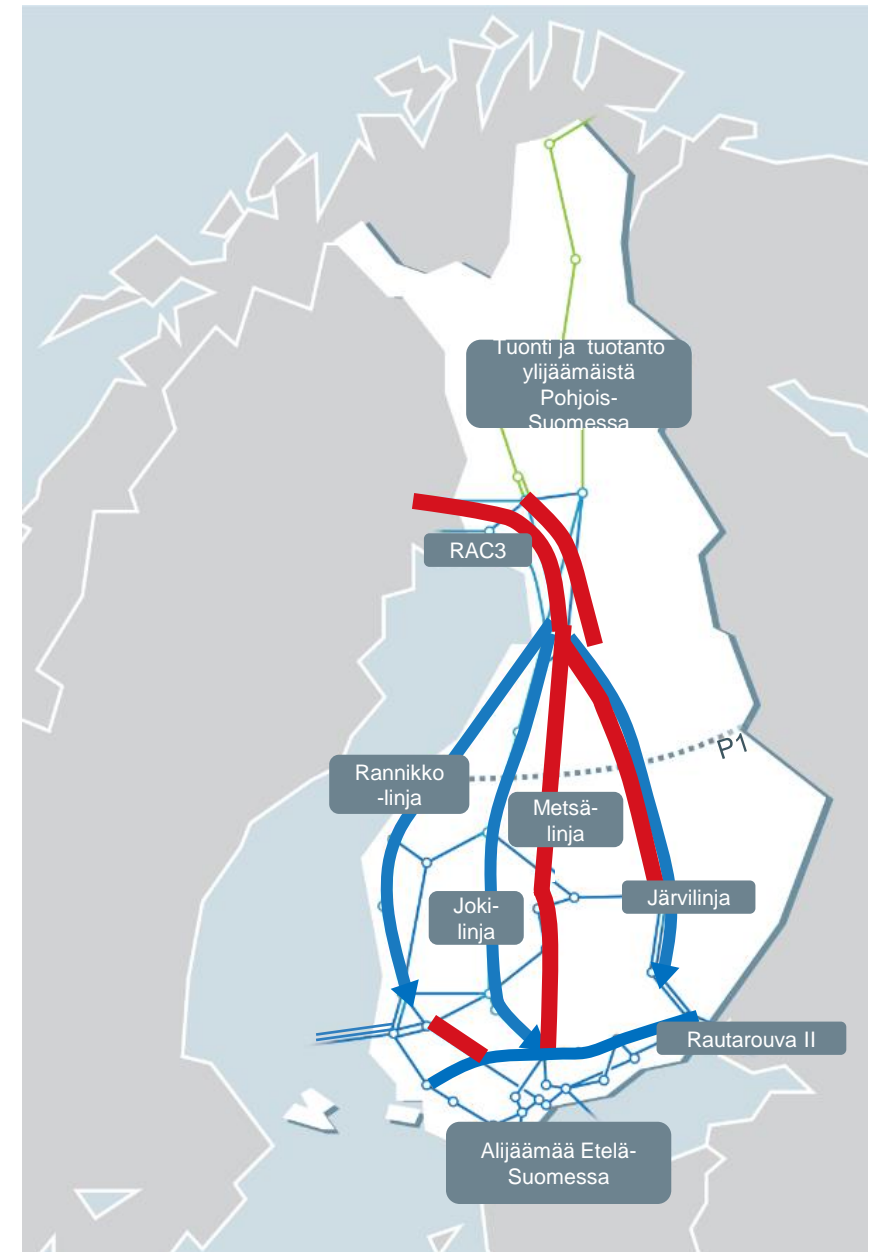 Tuonti ja tuotanto
ylijäämäistä
Pohjois-
Suomessa
RAC3
P1
Rannikko
-linja
Metsä-
linja
Joki-
linja
Järvilinja
Rautarouva II
Alijäämää Etelä-
Suomessa